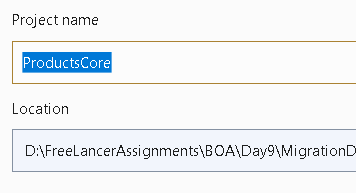 Project name
ProductsCore
Location
D:\FreeLancerAssignments\BOA\Day9\MigrationD